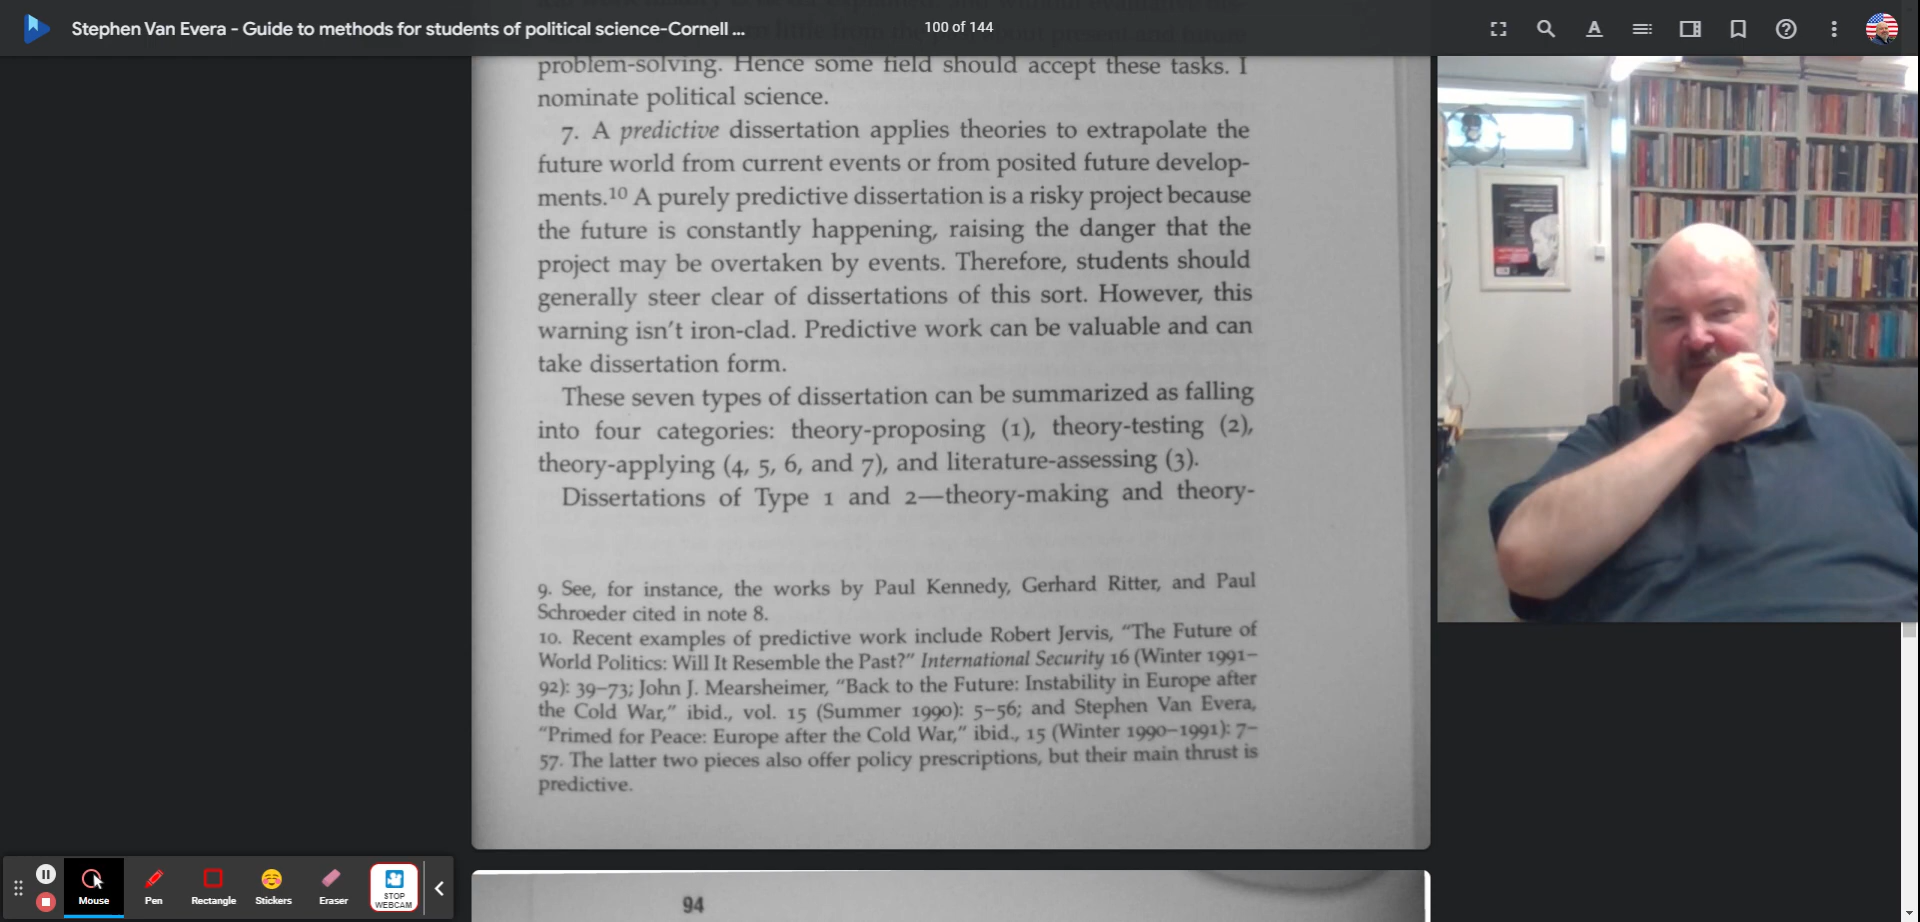 Stephen Van Evera - Guide to methods for students of political science-Cornell ...
100 of 144
problem-solving. Hence some field should accept these tasks. I
nominate political science.
7. A predictive dissertation applies theories to extrapolate the
future world from current events or from posited future develop-
ments.10 A purely predictive dissertation is a risky project because
the future is constantly happening, raising the danger that the
project may be overtaken by events. Therefore, students should
generally steer clear of dissertations of this sort. However, this
warning isn't iron-clad. Predictive work can be valuable and can
take dissertation form.
These seven types of dissertation can be summarized as falling
into four categories: theory-proposing (1), theory-testing (2),
theory-applying (4, 5, 6, and 7), and literature-assessing (3).
Dissertations of Type 1 and 2—theory-making and theory-
9. See, for instance, the works by Paul Kennedy, Gerhard Ritter, and Paul
Schroeder cited in note 8.
10. Recent examples of predictive work include Robert Jervis, "The Future of
World Politics: Will It Resemble the Past?" International Security 16 (Winter 1991–
92): 39–73; John J. Mearsheimer, "Back to the Future: Instability in Europe after
the Cold War," ibid., vol. 15 (Summer 1990): 5–56; and Stephen Van Evera,
"Primed for Peace: Europe after the Cold War," ibid., 15 (Winter 1990–1991): 7–
57. The latter two pieces also offer policy prescriptions, but their main thrust is
predictive.
94
Mouse
Pen
Rectangle
Stickers
Eraser
STOP
WEBCAM